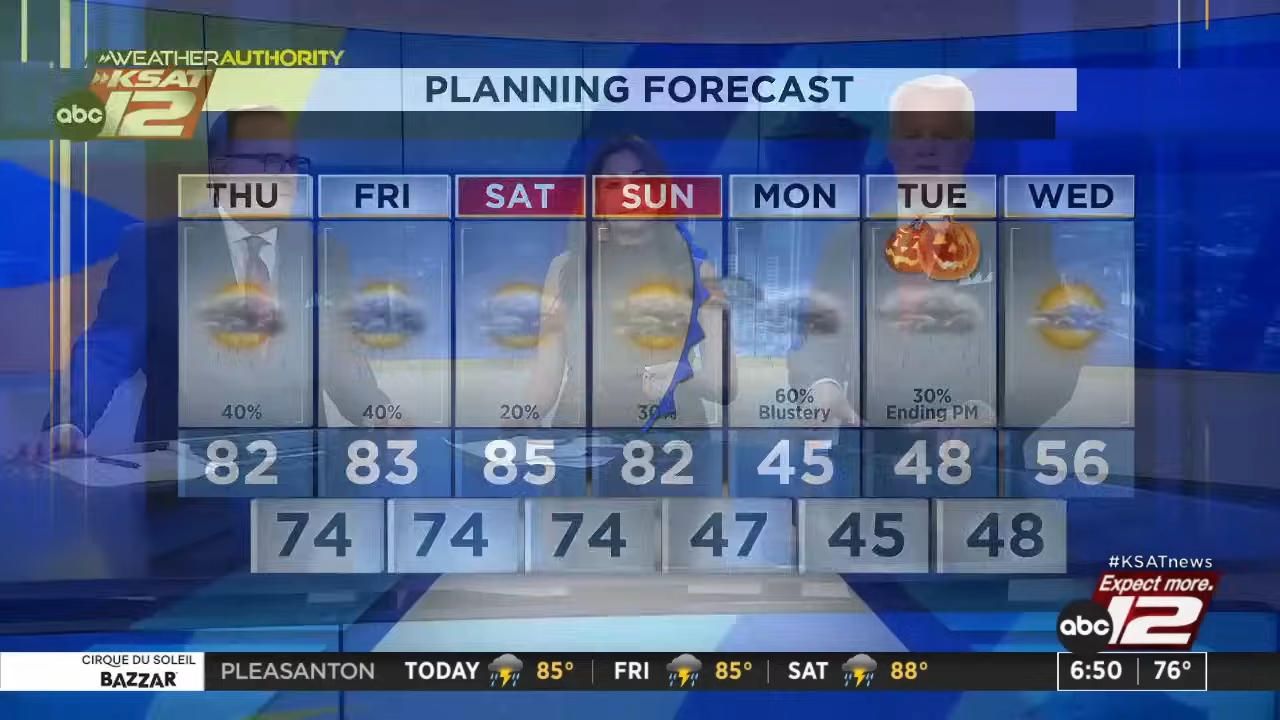 WEATHERAUTHORITY
KSAT
abc 12
PLANNING FORECAST
THU FRI SAT SUN MON TUE WED
40% 40% 20% 30% 60% 30%
Blustery Ending PM
82 83 85 82 45 48 56
74 74 74 47 45 48
#KSATnews
Expect more.
abc 12
CIRQUE DU SOLEIL
BAZZAR
PLEASANTON TODAY 85° FRI 85° SAT 88°
6:50 76°